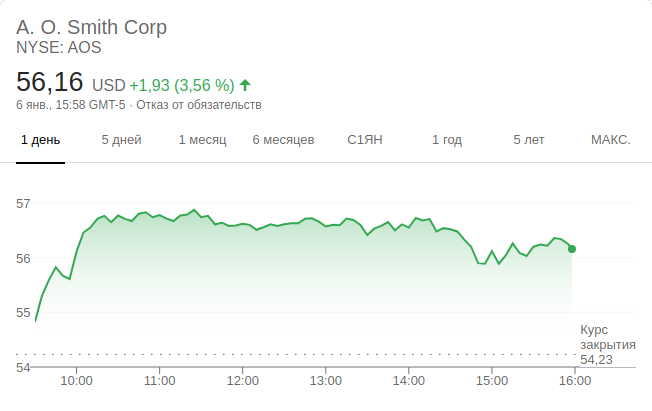 A. O. Smith Corp
NYSE: AOS
56,16 USD +1,93 (3,56 %)
6 янв., 15:58 GMT-5 · Отказ от обязательств
1 день 5 дней 1 месяц 6 месяцев С1ЯН 1 год 5 лет МАКС.
57
56
55
Курс
закрытия
54,23
54
10:00 11:00 12:00 13:00 14:00 15:00 16:00